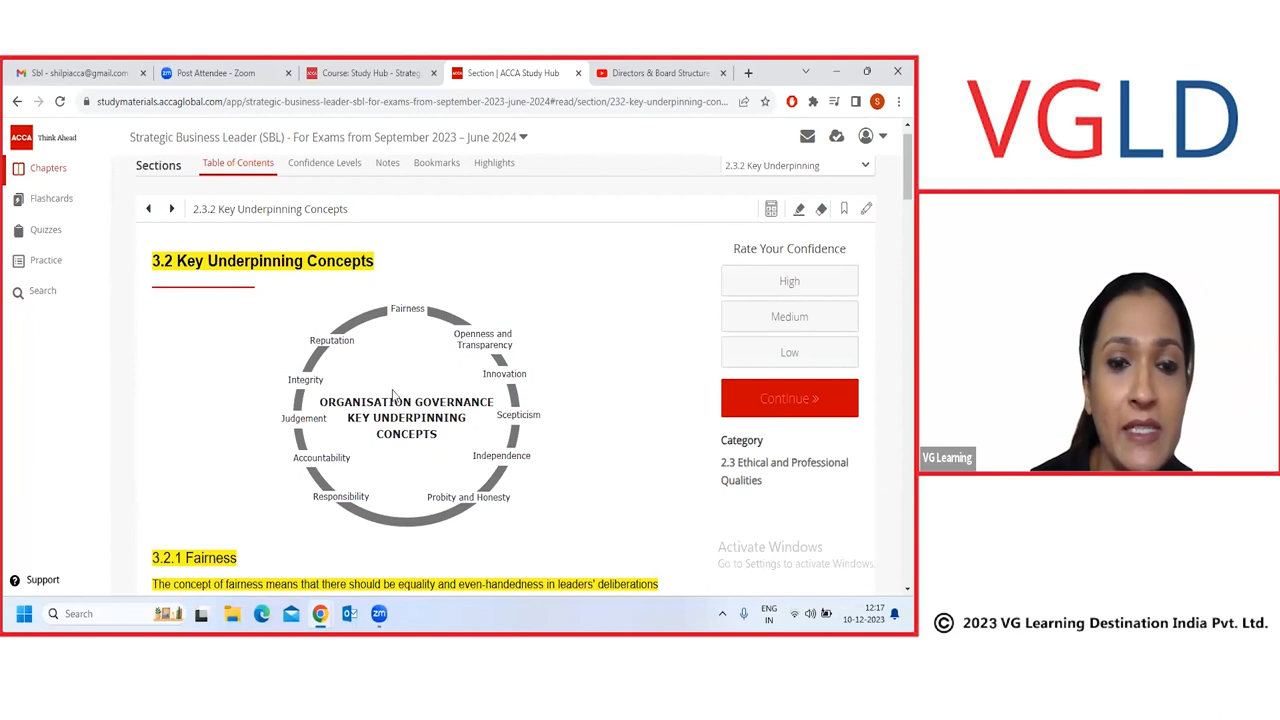 Sbl - shilpiacca@gmail.com
Post Attendee - Zoom
Course: Study Hub - Strateg
Section | ACCA Study Hub
Directors & Board Structure
studymaterials.accaglobal.com/app/strategic-business-leader-sbl-for-exams-from-september-2023-june-2024#read/section/232-key-underpinning-con...
S
ACCA
Think Ahead
Strategic Business Leader (SBL) - For Exams from September 2023 – June 2024
Chapters
Flashcards
Quizzes
Practice
Search
Support
Sections
Table of Contents
Confidence Levels
Notes
Bookmarks
Highlights
2.3.2 Key Underpinning
2.3.2 Key Underpinning Concepts
3.2 Key Underpinning Concepts
Fairness
Openness and
Transparency
Innovation
Scepticism
Independence
Probity and Honesty
Responsibility
Accountability
Judgement
Integrity
Reputation
ORGANISATION GOVERNANCE
KEY UNDERPINNING
CONCEPTS
3.2.1 Fairness
The concept of fairness means that there should be equality and even-handedness in leaders' deliberations
Rate Your Confidence
High
Medium
Low
Continue »
Category
2.3 Ethical and Professional
Qualities
Activate Windows
Go to Settings to activate Windows.
Search
zm
ENG
IN
12:17
10-12-2023
VGLD
VG Learning
© 2023 VG Learning Destination India Pvt. Ltd.